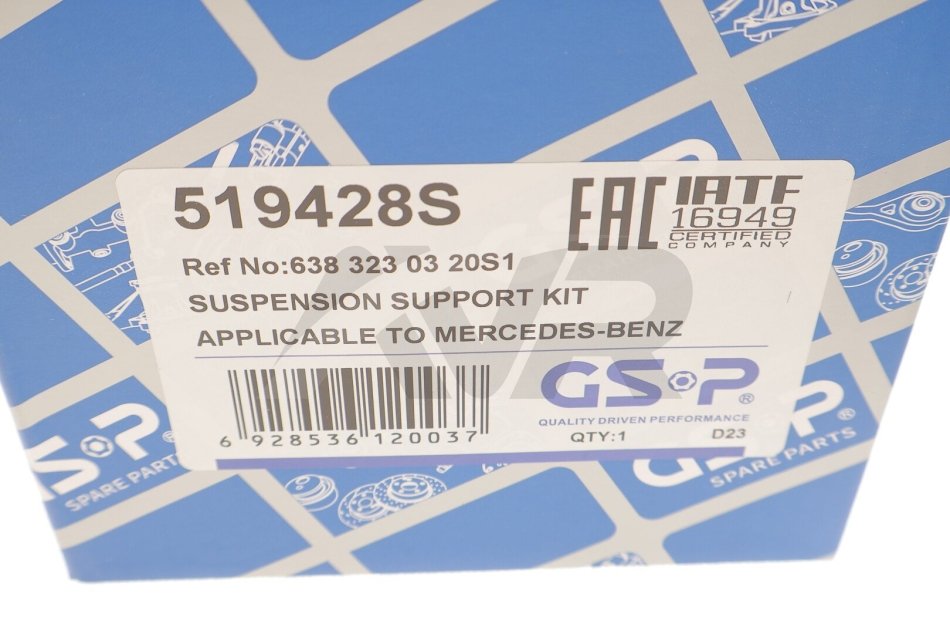 519428S
EAC
IATF
16949
CERTIFIED
COMPANY
Ref No:638 323 03 20S1
SUSPENSION SUPPORT KIT
APPLICABLE TO MERCEDES-BENZ
6 928536 120037
GSP®
QUALITY DRIVEN PERFORMANCE
QTY:1 D23
GSP®
SPARE PARTS
GSP®
SPARE PARTS